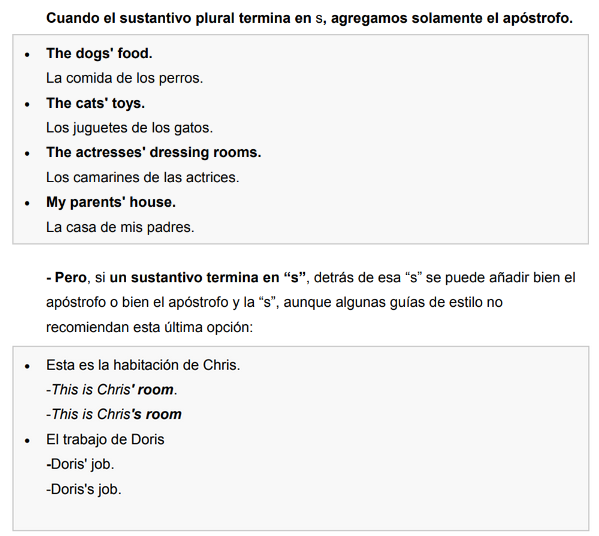 Cuando el sustantivo plural termina en s, agregamos solamente el apóstrofo.
• The dogs' food.
La comida de los perros.
• The cats' toys.
Los juguetes de los gatos.
• The actresses' dressing rooms.
Los camarines de las actrices.
• My parents' house.
La casa de mis padres.
- Pero, si un sustantivo termina en “s”, detrás de esa “s” se puede añadir bien el
apóstrofo o bien el apóstrofo y la “s”, aunque algunas guías de estilo no
recomiendan esta última opción:
• Esta es la habitación de Chris.
-This is Chris' room.
-This is Chris's room
• El trabajo de Doris
-Doris' job.
-Doris's job.